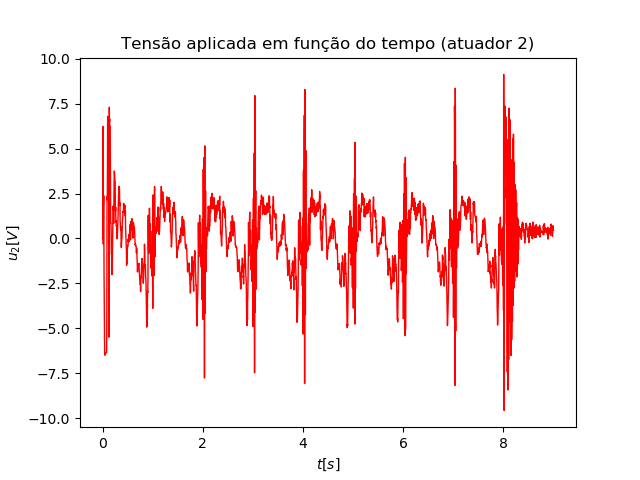 Tensão aplicada em função do tempo (atuador 2)
10.0
7.5
5.0
2.5
0.0
−2.5
−5.0
−7.5
−10.0
u₂[V]
0 2 4 6 8
t[s]